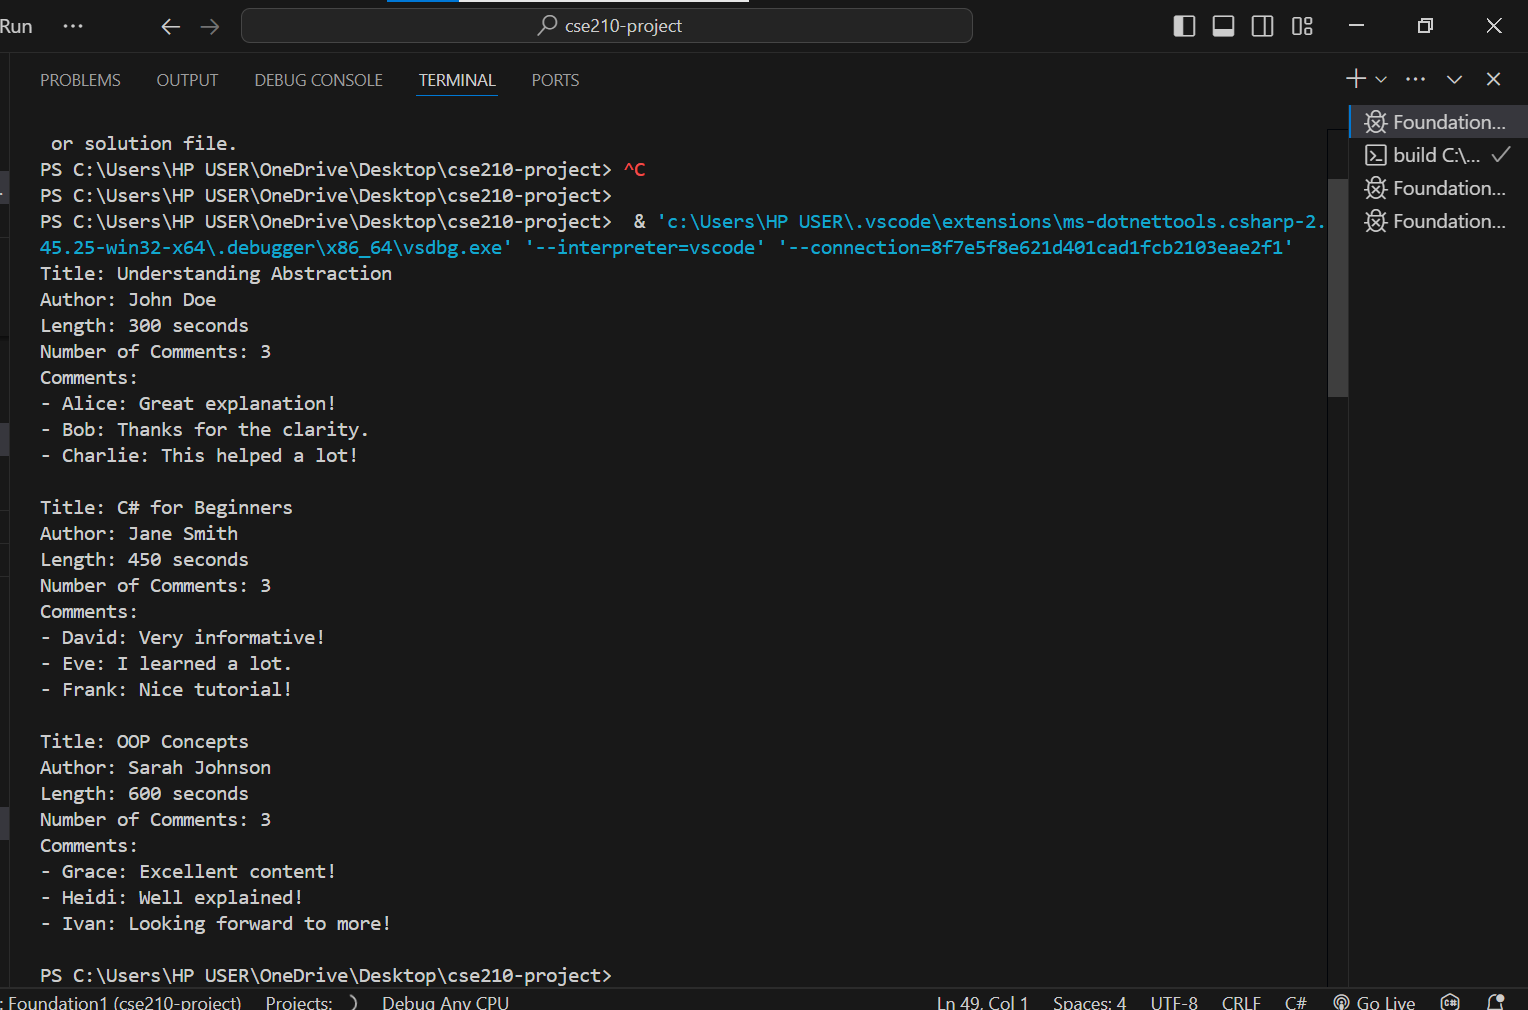 Run ...
cse210-project
PROBLEMS OUTPUT DEBUG CONSOLE TERMINAL PORTS
or solution file.
PS C:\Users\HP USER\OneDrive\Desktop\cse210-project> ^C
PS C:\Users\HP USER\OneDrive\Desktop\cse210-project>
PS C:\Users\HP USER\OneDrive\Desktop\cse210-project>  & 'c:\Users\HP USER\.vscode\extensions\ms-dotnettools.csharp-2.
45.25-win32-x64\.debugger\x86_64\vsdbg.exe' '--interpreter=vscode' '--connection=8f7e5f8e621d401cad1fcb2103eae2f1'
Title: Understanding Abstraction
Author: John Doe
Length: 300 seconds
Number of Comments: 3
Comments:
- Alice: Great explanation!
- Bob: Thanks for the clarity.
- Charlie: This helped a lot!
Title: C# for Beginners
Author: Jane Smith
Length: 450 seconds
Number of Comments: 3
Comments:
- David: Very informative!
- Eve: I learned a lot.
- Frank: Nice tutorial!
Title: OOP Concepts
Author: Sarah Johnson
Length: 600 seconds
Number of Comments: 3
Comments:
- Grace: Excellent content!
- Heidi: Well explained!
- Ivan: Looking forward to more!
PS C:\Users\HP USER\OneDrive\Desktop\cse210-project>
Foundation...
build C:\...
Foundation...
Foundation...
: Foundation1 (cse210-project) Projects: Debug Any CPU Ln 49, Col 1 Spaces: 4 UTF-8 CRLF C# Go Live